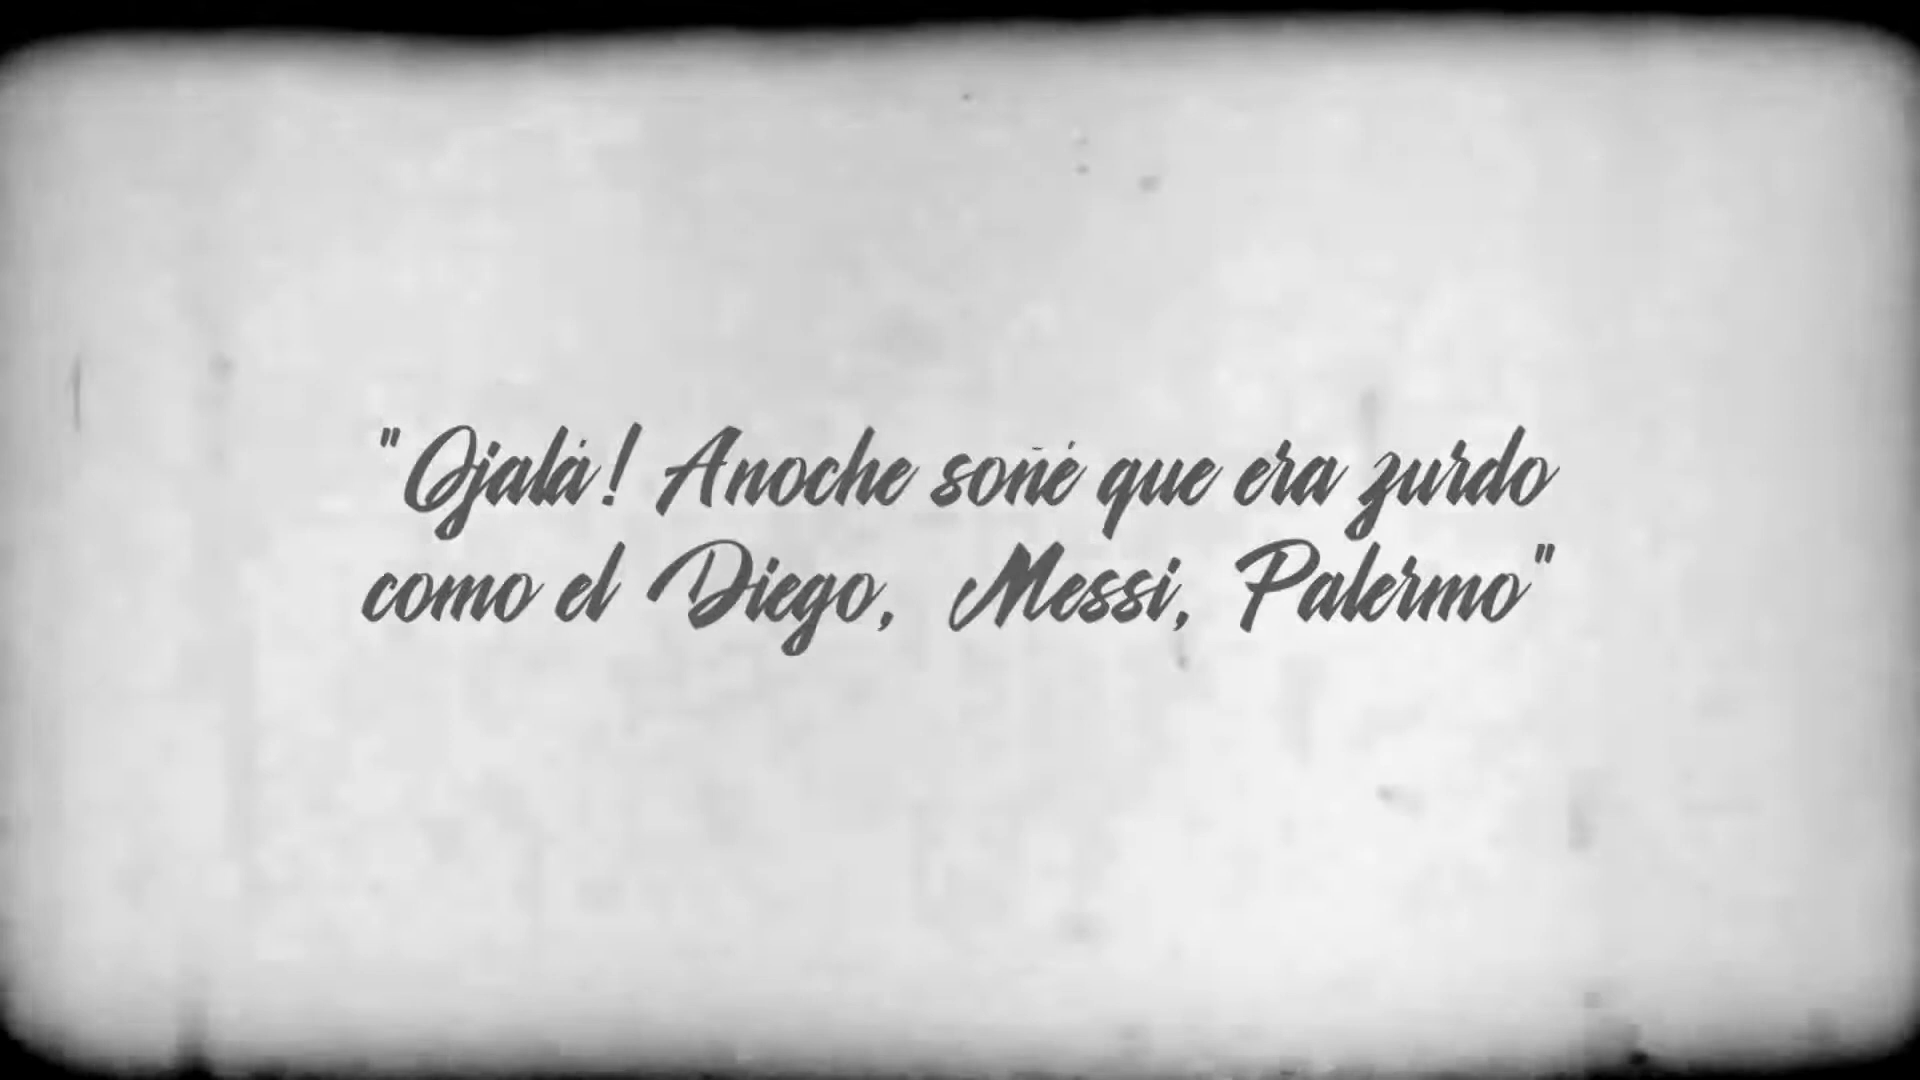 "Ojalá! Anoche soñé que era zurdo
como el Diego, Messi, Palermo"